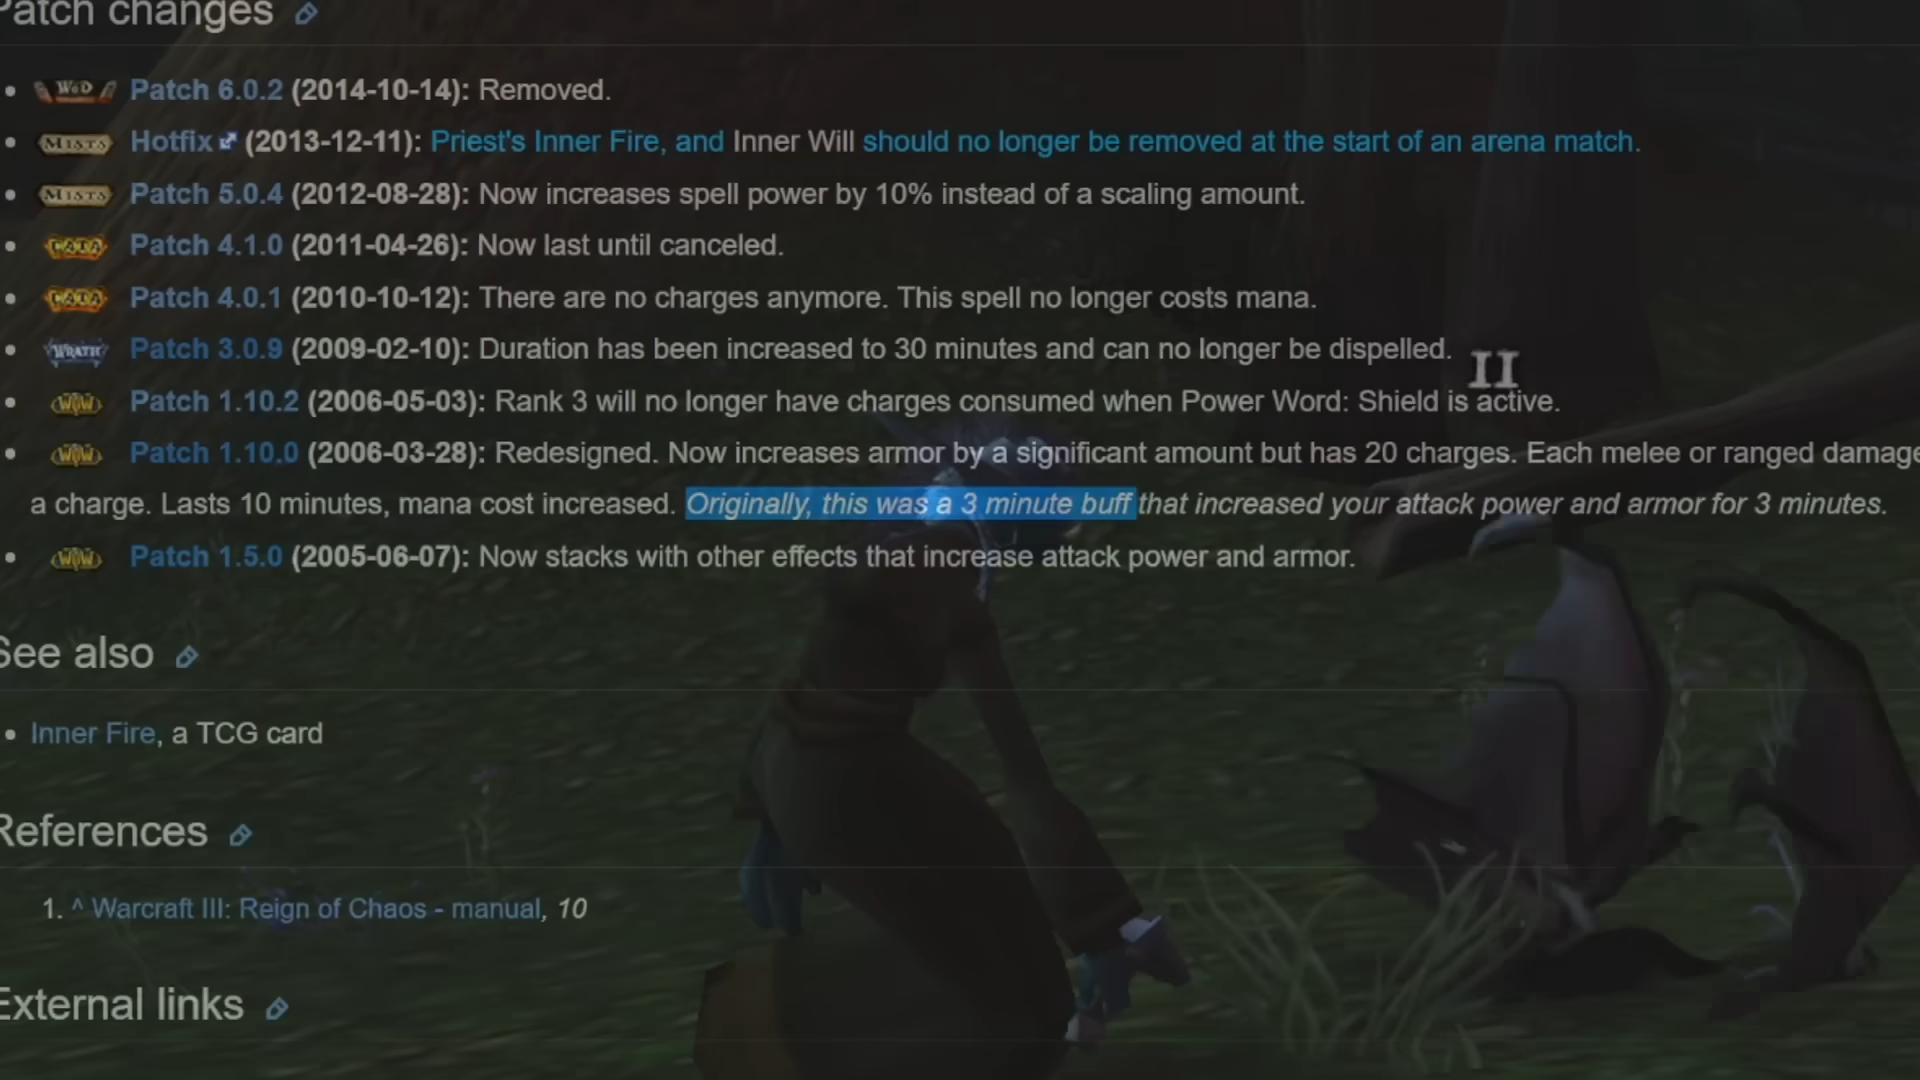 Patch changes
WoD Patch 6.0.2 (2014-10-14): Removed.
MISTS Hotfix (2013-12-11): Priest's Inner Fire, and Inner Will should no longer be removed at the start of an arena match.
MISTS Patch 5.0.4 (2012-08-28): Now increases spell power by 10% instead of a scaling amount.
CATA Patch 4.1.0 (2011-04-26): Now last until canceled.
CATA Patch 4.0.1 (2010-10-12): There are no charges anymore. This spell no longer costs mana.
WRATH Patch 3.0.9 (2009-02-10): Duration has been increased to 30 minutes and can no longer be dispelled.
WOW Patch 1.10.2 (2006-05-03): Rank 3 will no longer have charges consumed when Power Word: Shield is active.
WOW Patch 1.10.0 (2006-03-28): Redesigned. Now increases armor by a significant amount but has 20 charges. Each melee or ranged damage
a charge. Lasts 10 minutes, mana cost increased. Originally, this was a 3 minute buff that increased your attack power and armor for 3 minutes.
WOW Patch 1.5.0 (2005-06-07): Now stacks with other effects that increase attack power and armor.
See also
Inner Fire, a TCG card
References
1. ^ Warcraft III: Reign of Chaos - manual, 10
External links